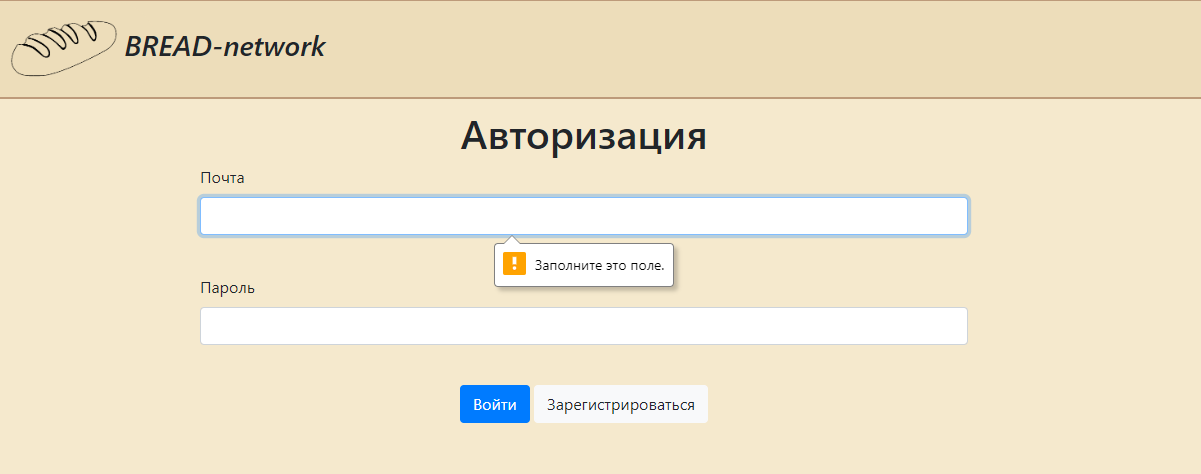 BREAD-network
Авторизация
Почта
Заполните это поле.
Пароль
Войти Зарегистрироваться